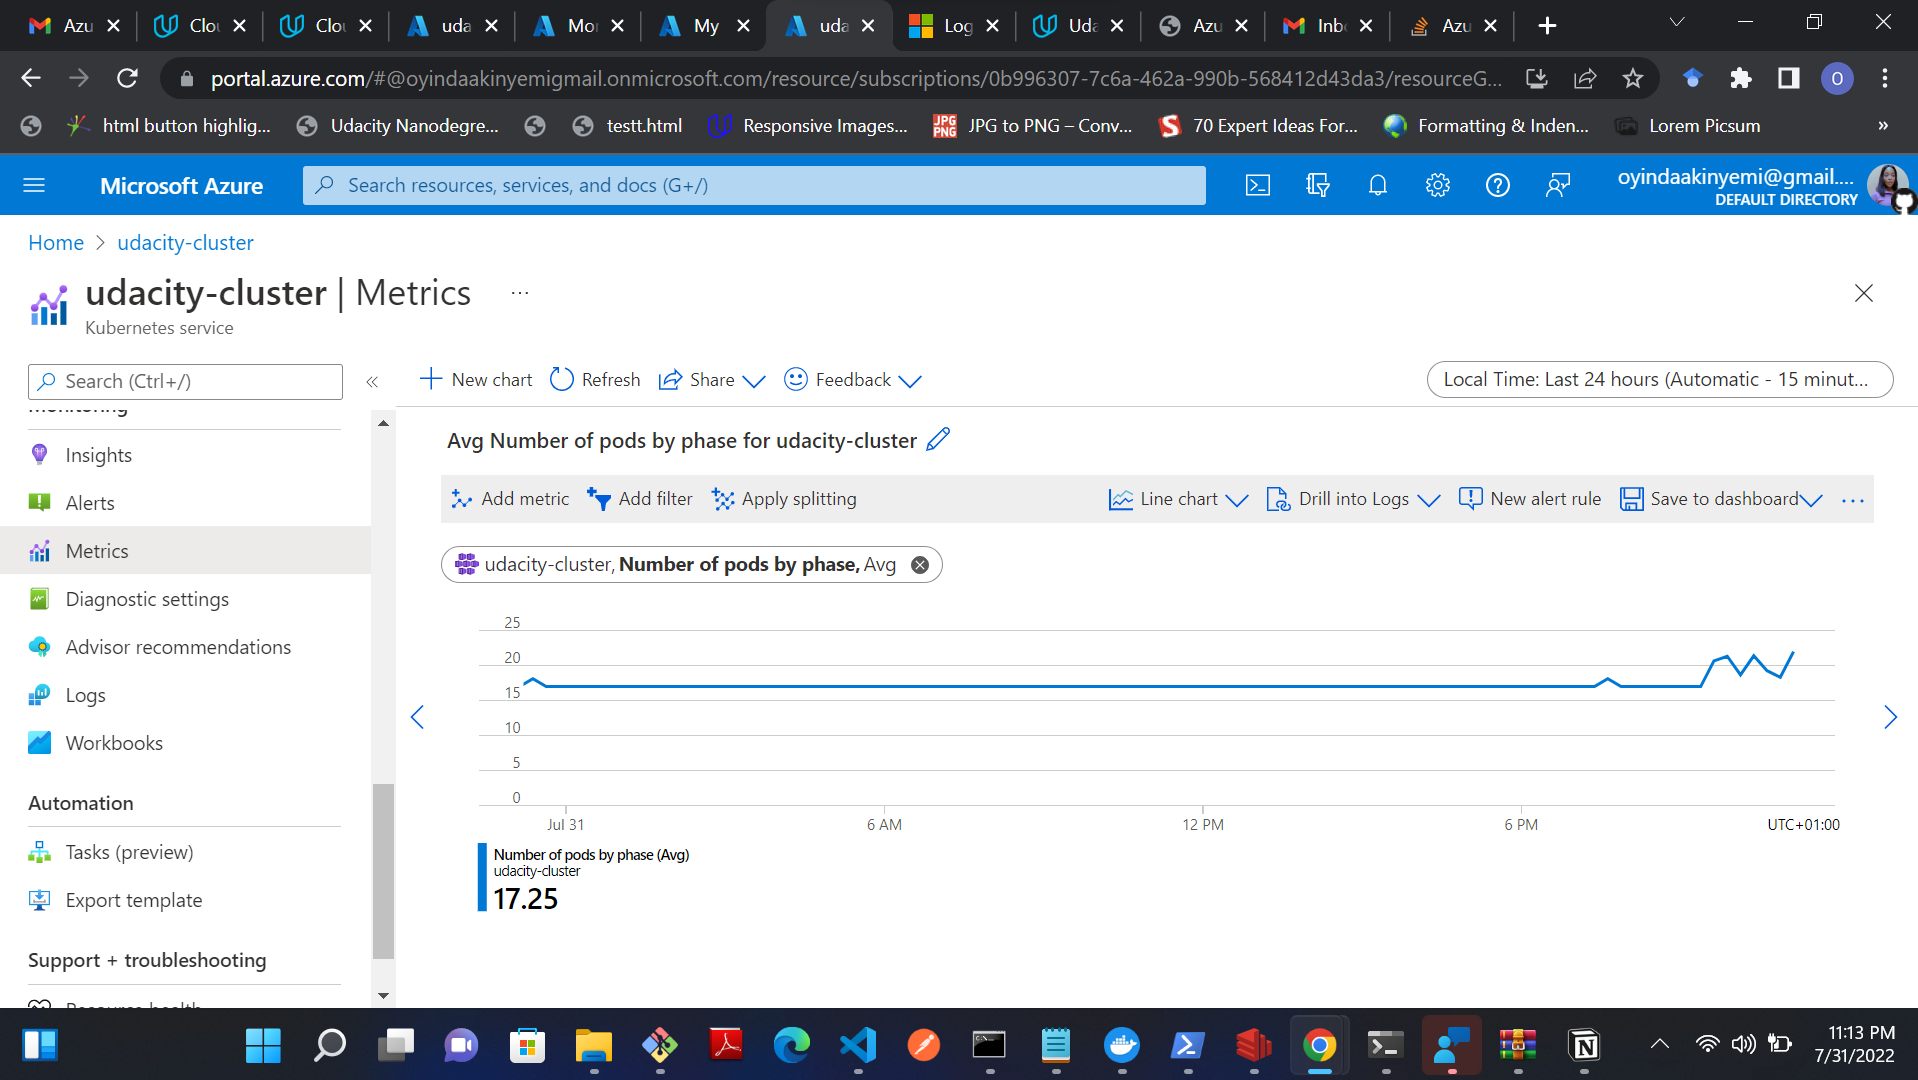 Azu
Clou
Clou
uda
Mor
My
uda
Log
Uda
Azu
Inbo
Azu
portal.azure.com/#@oyindaakinyemigmail.onmicrosoft.com/resource/subscriptions/0b996307-7c6a-462a-990b-568412d43da3/resourceG...
O
html button highlig...
Udacity Nanodegre...
testt.html
Responsive Images...
JPG to PNG – Conv...
70 Expert Ideas For...
Formatting & Inden...
Lorem Picsum
»
Microsoft Azure
Search resources, services, and docs (G+/)
oyindaakinyemi@gmail....
DEFAULT DIRECTORY
Home > udacity-cluster
udacity-cluster | Metrics ...
Kubernetes service
Search (Ctrl+/)
«
New chart
Refresh
Share
Feedback
Local Time: Last 24 hours (Automatic - 15 minut...
Monitoring
Insights
Alerts
Metrics
Diagnostic settings
Advisor recommendations
Logs
Workbooks
Automation
Tasks (preview)
Export template
Support + troubleshooting
Resource health
Avg Number of pods by phase for udacity-cluster
Add metric
Add filter
Apply splitting
Line chart
Drill into Logs
New alert rule
Save to dashboard
...
udacity-cluster, Number of pods by phase, Avg
25
20
15
10
5
0
Jul 31
6 AM
12 PM
6 PM
UTC+01:00
Number of pods by phase (Avg)
udacity-cluster
17.25
11:13 PM
7/31/2022